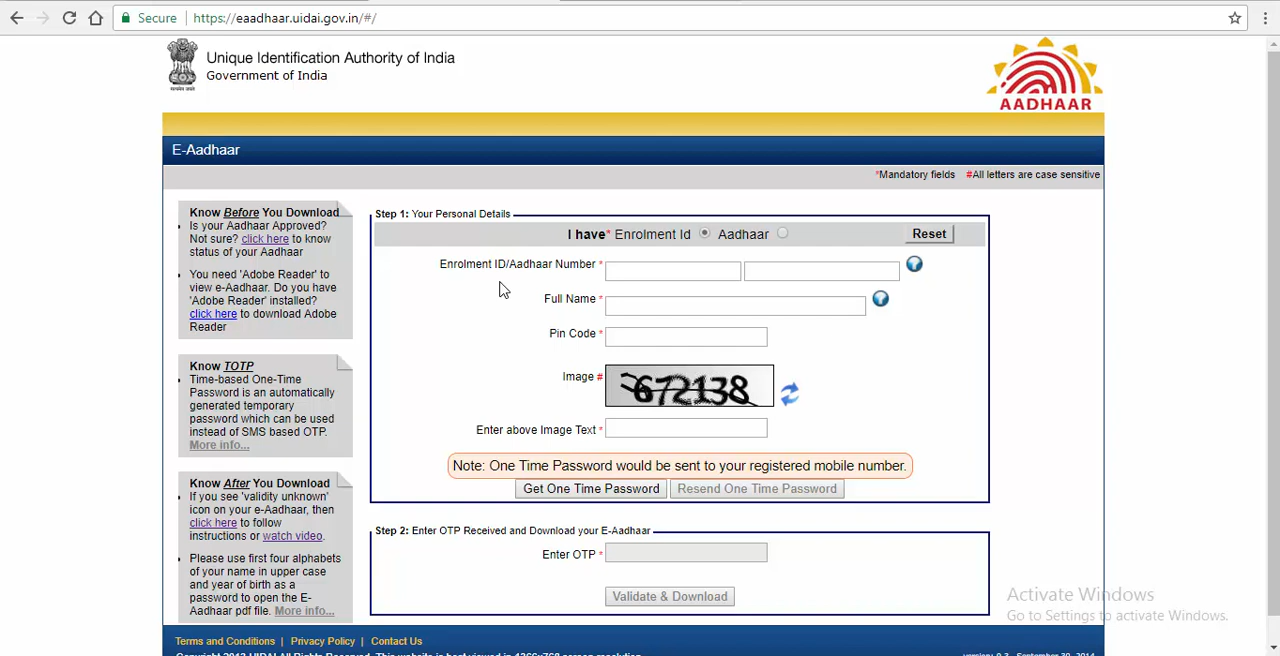 Secure https://eaadhaar.uidai.gov.in/#/
Unique Identification Authority of India
Government of India
AADHAAR
E-Aadhaar
*Mandatory fields #All letters are case sensitive
Know Before You Download
Is your Aadhaar Approved?
Not sure? click here to know
status of your Aadhaar
You need 'Adobe Reader' to
view e-Aadhaar. Do you have
'Adobe Reader' installed?
click here to download Adobe
Reader
Know TOTP
Time-based One-Time
Password is an automatically
generated temporary
password which can be used
instead of SMS based OTP.
More info...
Know After You Download
If you see 'validity unknown'
icon on your e-Aadhaar, then
click here to follow
instructions or watch video.
Please use first four alphabets
of your name in upper case
and year of birth as a
password to open the E-
Aadhaar pdf file. More info...
Step 1: Your Personal Details
I have* Enrolment Id Aadhaar Reset
Enrolment ID/Aadhaar Number *
Full Name *
Pin Code *
Image # 672138
Enter above Image Text *
Note: One Time Password would be sent to your registered mobile number.
Get One Time Password Resend One Time Password
Step 2: Enter OTP Received and Download your E-Aadhaar
Enter OTP *
Validate & Download
Activate Windows
Go to Settings to activate Windows.
Terms and Conditions | Privacy Policy | Contact Us